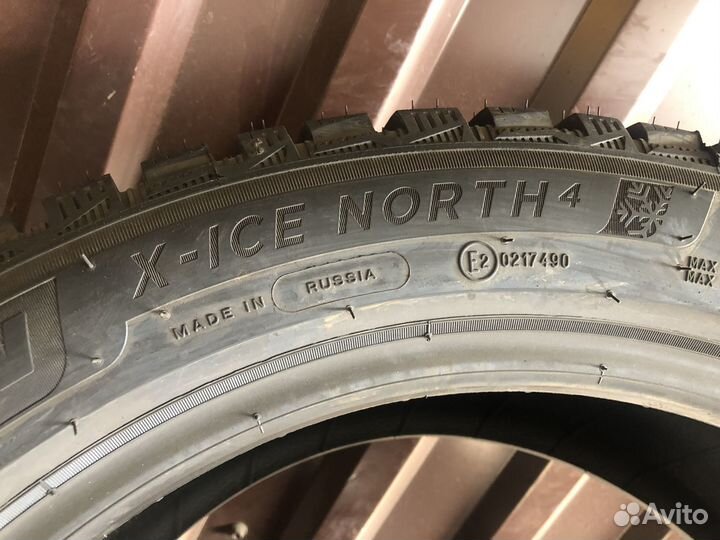 X-ICE NORTH 4
MADE IN RUSSIA
E2 0217490
MAX
MAX
Avito